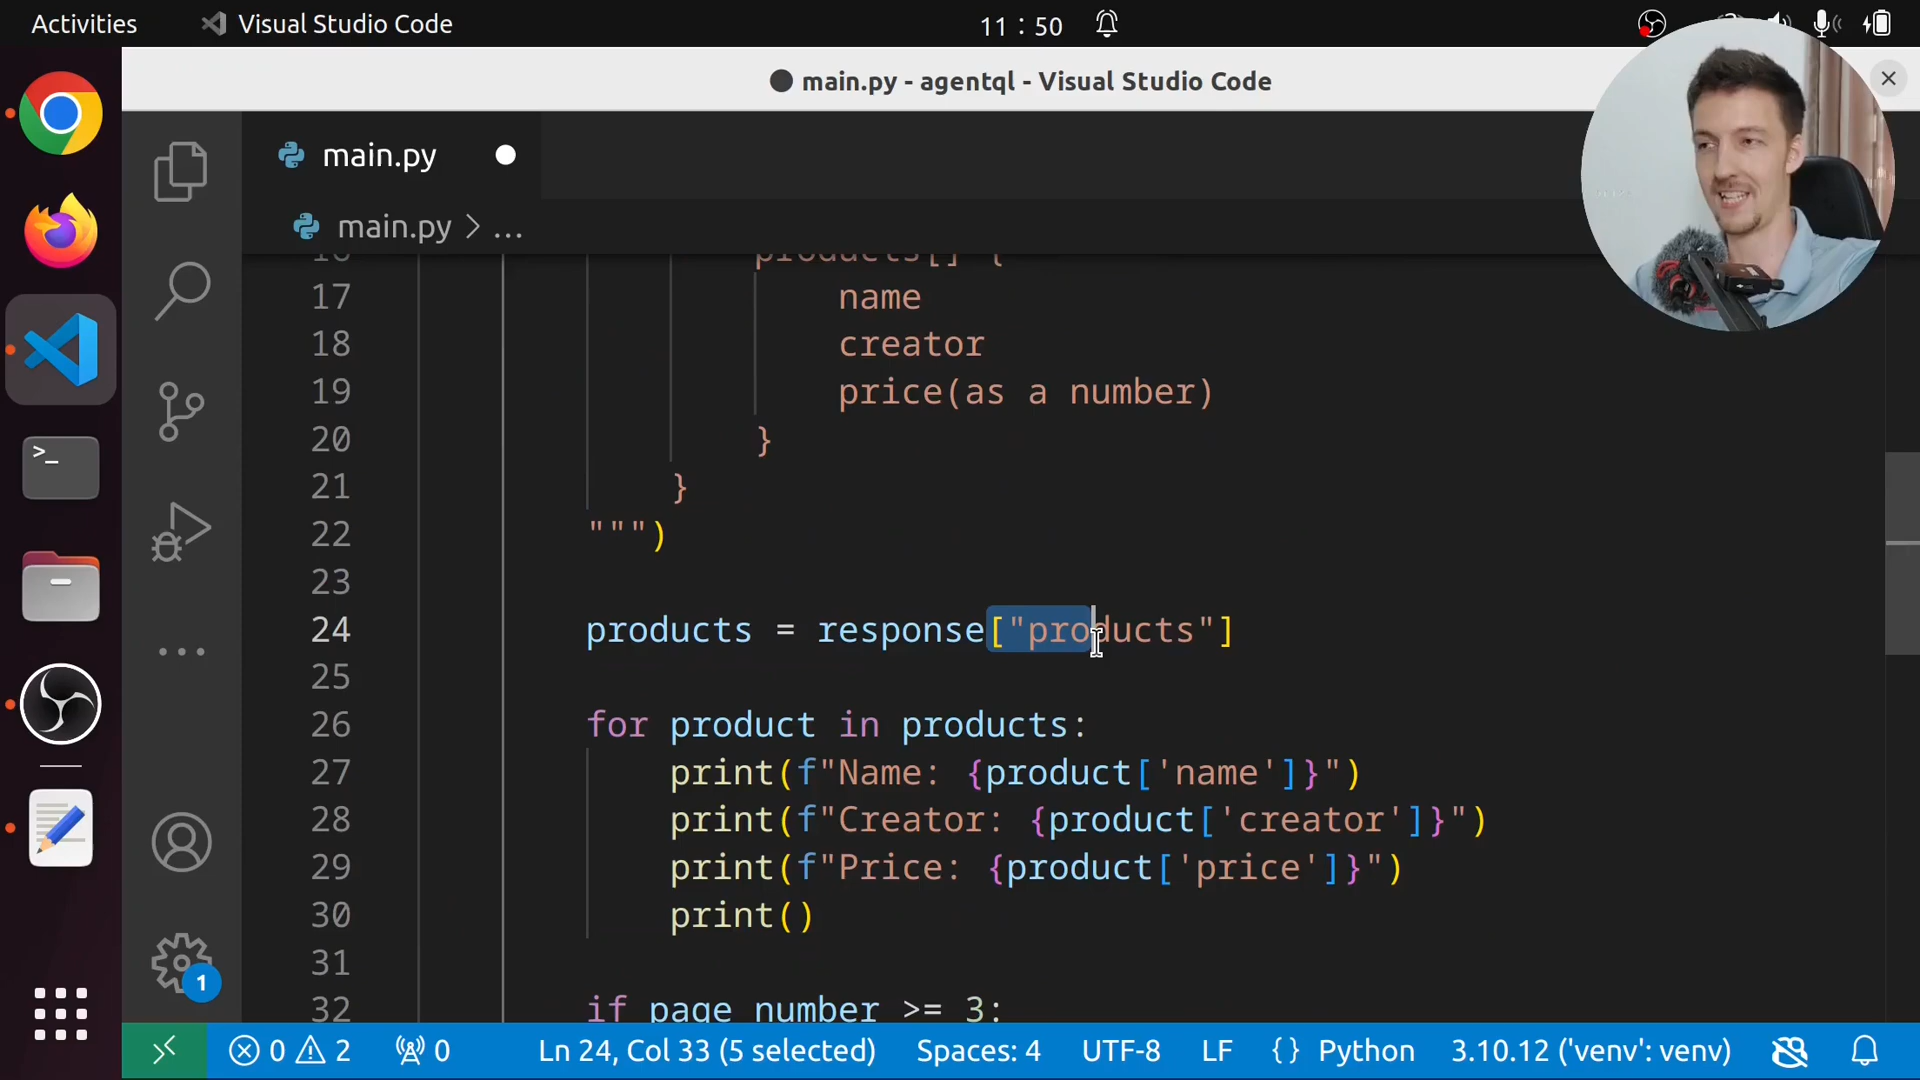 Activities
Visual Studio Code
11 : 50
main.py - agentql - Visual Studio Code
main.py
main.py > ...
16 products[] {
17 name
18 creator
19 price(as a number)
20 }
21 }
22 """)
23
24 products = response["products"]
25
26 for product in products:
27 print(f"Name: {product['name']}")
28 print(f"Creator: {product['creator']}")
29 print(f"Price: {product['price']}")
30 print()
31
32 if page_number >= 3:
1
0 2 0 Ln 24, Col 33 (5 selected) Spaces: 4 UTF-8 LF {} Python 3.10.12 ('venv': venv)